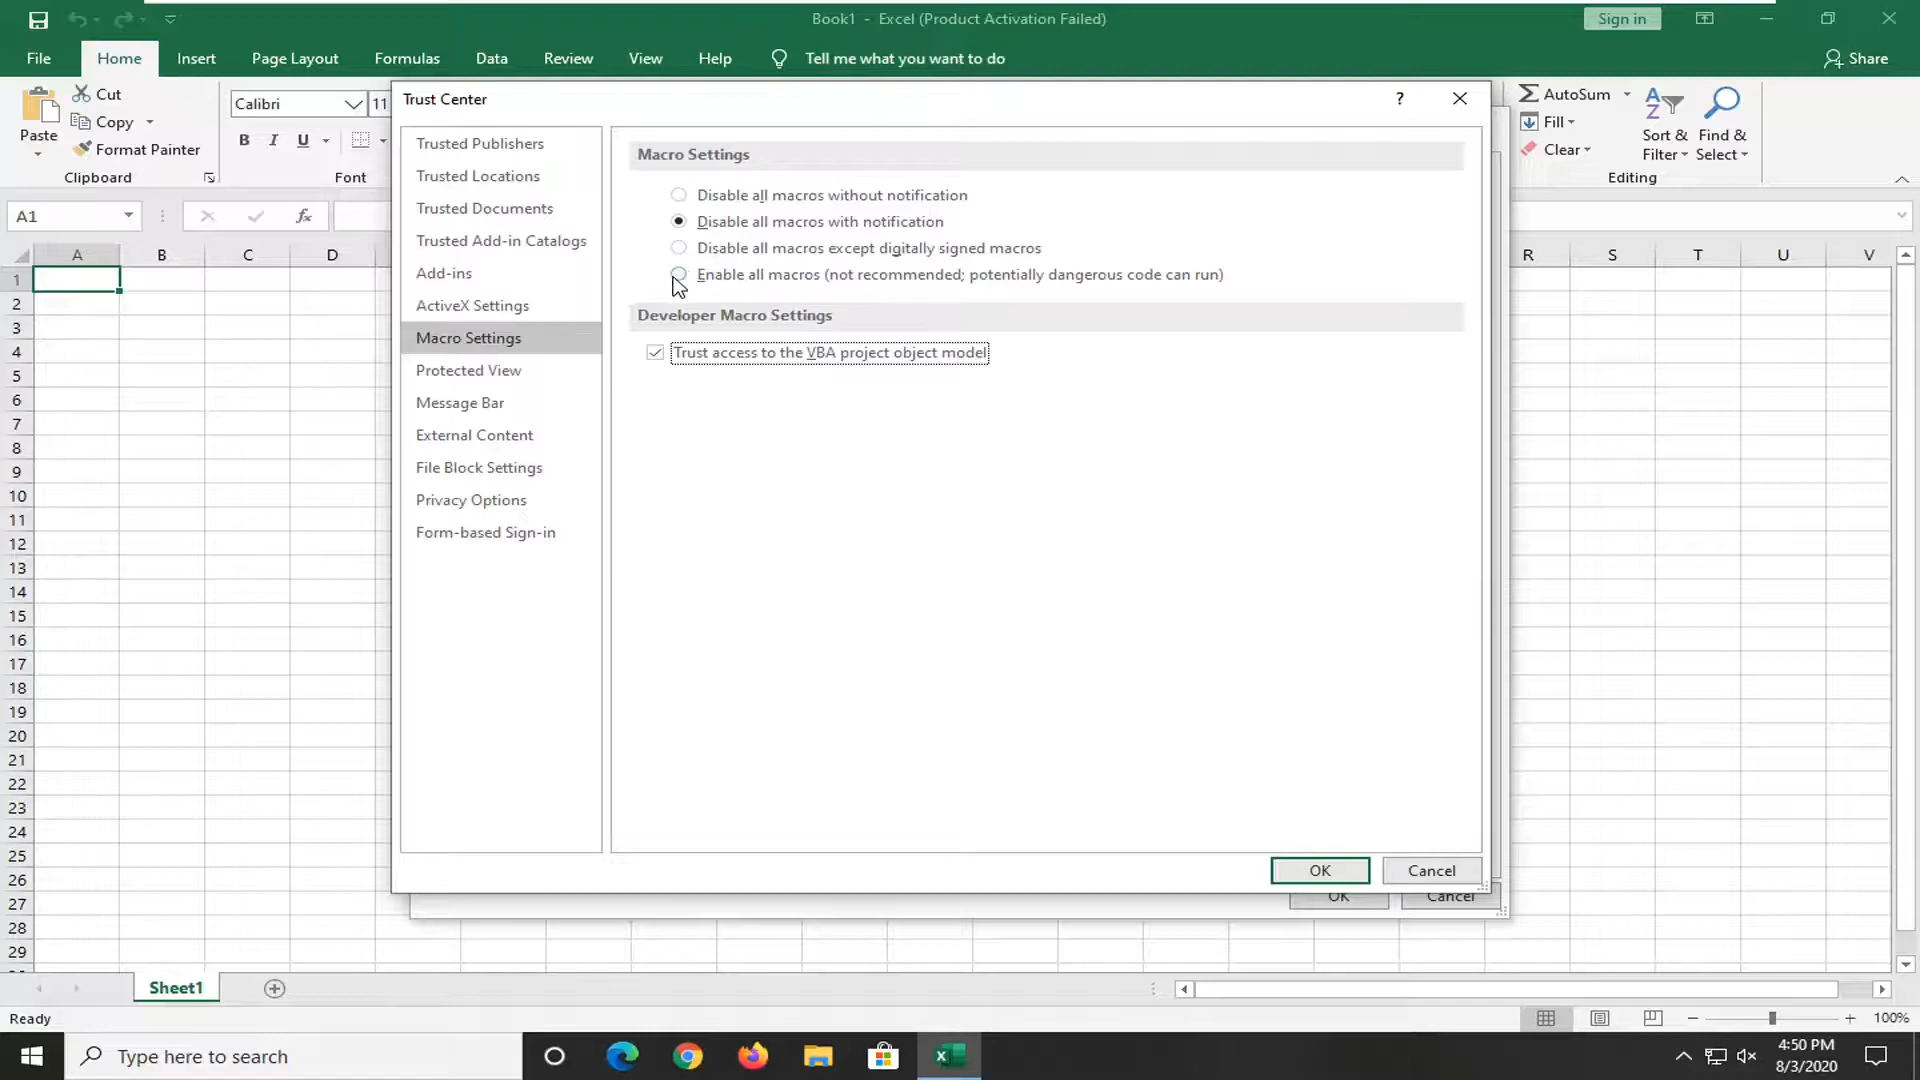 Book1 - Excel (Product Activation Failed)
Sign in
File Home Insert Page Layout Formulas Data Review View Help Tell me what you want to do Share
Paste
Cut
Copy
Format Painter
Clipboard
Calibri 11
B I U
Font
AutoSum
Fill
Clear
Sort & Filter
Find & Select
Editing
A1
fx
A B C D R S T U V
1
2
3
4
5
6
7
8
9
10
11
12
13
14
15
16
17
18
19
20
21
22
23
24
25
26
27
28
29
Trust Center
?
Trusted Publishers
Trusted Locations
Trusted Documents
Trusted Add-in Catalogs
Add-ins
ActiveX Settings
Macro Settings
Protected View
Message Bar
External Content
File Block Settings
Privacy Options
Form-based Sign-in
Macro Settings
Disable all macros without notification
Disable all macros with notification
Disable all macros except digitally signed macros
Enable all macros (not recommended; potentially dangerous code can run)
Developer Macro Settings
Trust access to the VBA project object model
OK Cancel
OK Cancel
Sheet1
Ready
100%
Type here to search
4:50 PM
8/3/2020